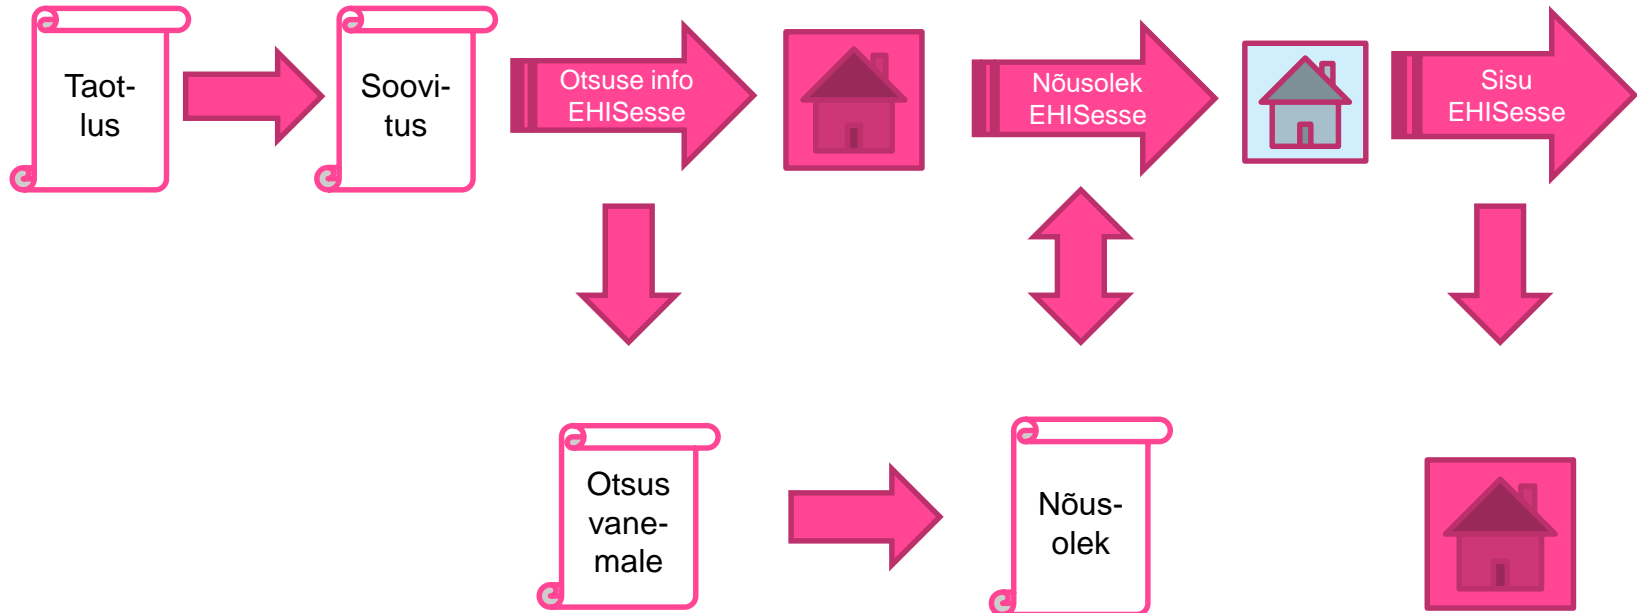 Taot-
lus
Soovi-
tus
Otsuse info
EHISesse
Nõusolek
EHISesse
Sisu
EHISesse
Otsus
vane-
male
Nõus-
olek